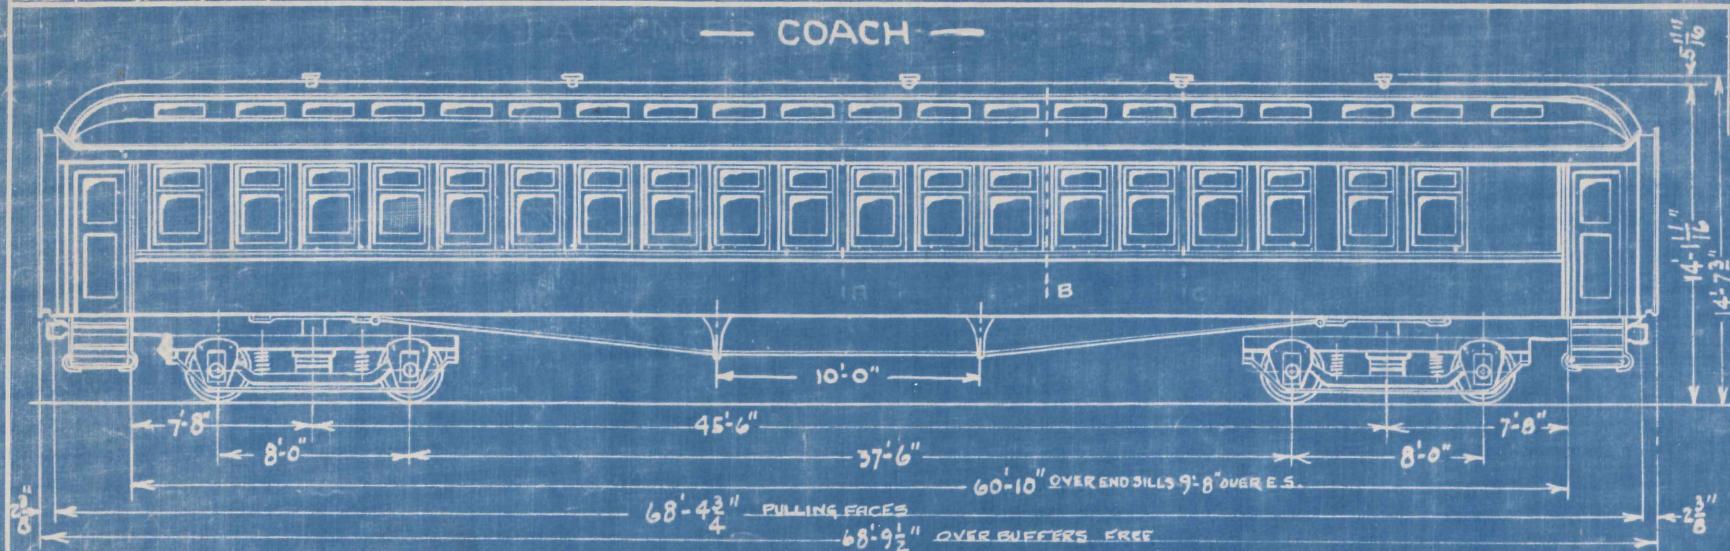 — COACH —
5 11/16"
14'-1 1/16"
14'-7 3/4"
B
10'-0"
7'-8" 45'-6" 7'-8"
8'-0" 37'-6" 8'-0"
60'-10" OVER END SILLS 9'-8" OVER E.S.
2 3/8" 68'-4 3/4" PULLING FACES 2 3/8"
68'-9 1/2" OVER BUFFERS FREE